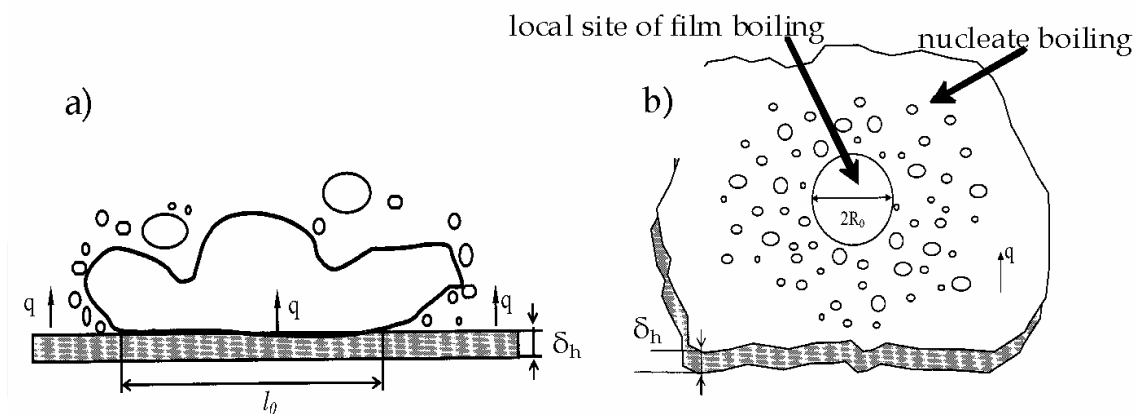 local site of film boiling
nucleate boiling
a)
b)
2R₀
q
q
q
q
δₕ
δₕ
l₀